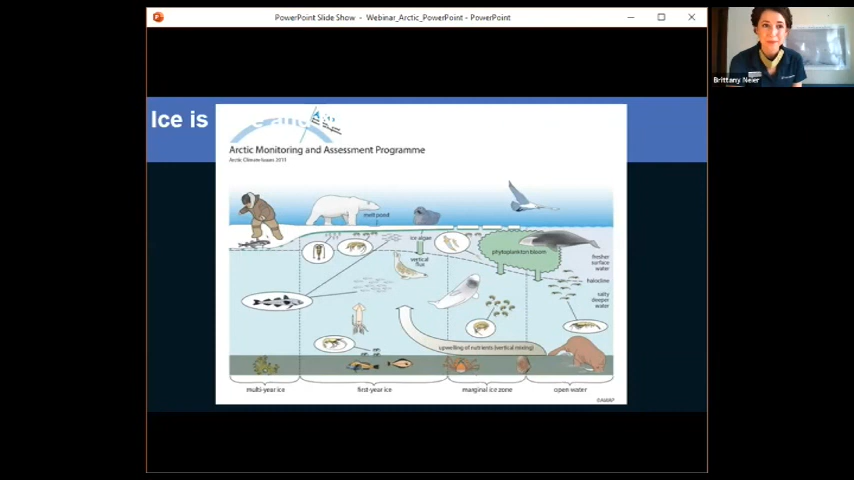 PowerPoint Slide Show - Webinar_Arctic_PowerPoint - PowerPoint
Brittany Neier
Ice is
Arctic Monitoring and Assessment Programme
Arctic Climate Issues 2011
melt pond
ice algae
phytoplankton bloom
vertical
flux
fresher
surface
water
halocline
salty
deeper
water
upwelling of nutrients (vertical mixing)
multi-year ice
first-year ice
marginal ice zone
open water
©AMAP